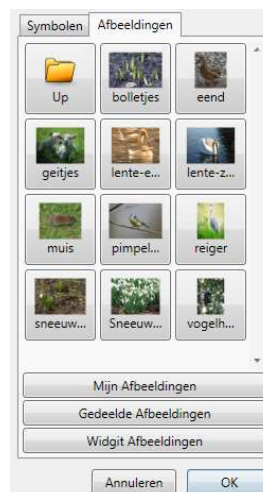 Symbolen Afbeeldingen
Up bolletjes eend
geitjes lente-e... lente-z...
muis pimpel... reiger
sneeuw... Sneeuw... vogelh...
Mijn Afbeeldingen
Gedeelde Afbeeldingen
Widgit Afbeeldingen
Annuleren OK